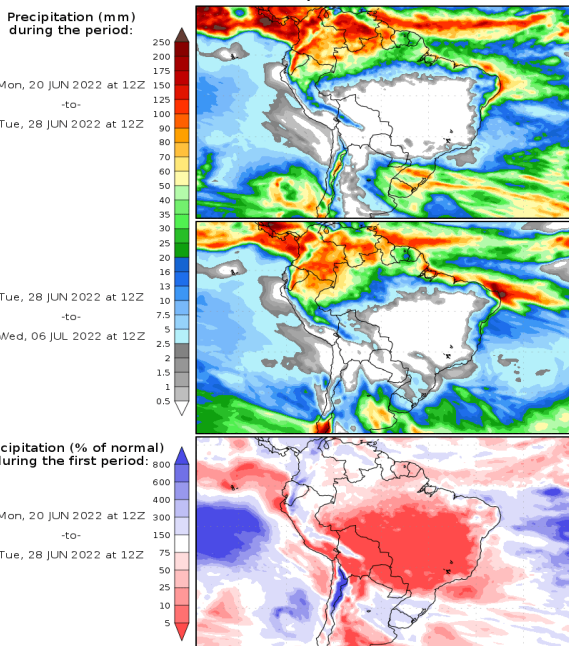 Precipitation (mm)
during the period:
Mon, 20 JUN 2022 at 12Z
-to-
Tue, 28 JUN 2022 at 12Z
250
200
175
150
125
100
90
80
70
60
50
40
35
30
25
20
16
13
10
7.5
5
2.5
2
1.5
1
0.5
Tue, 28 JUN 2022 at 12Z
-to-
Wed, 06 JUL 2022 at 12Z
cipitation (% of normal)
during the first period:
800
600
400
300
150
75
50
25
10
5
Mon, 20 JUN 2022 at 12Z
-to-
Tue, 28 JUN 2022 at 12Z